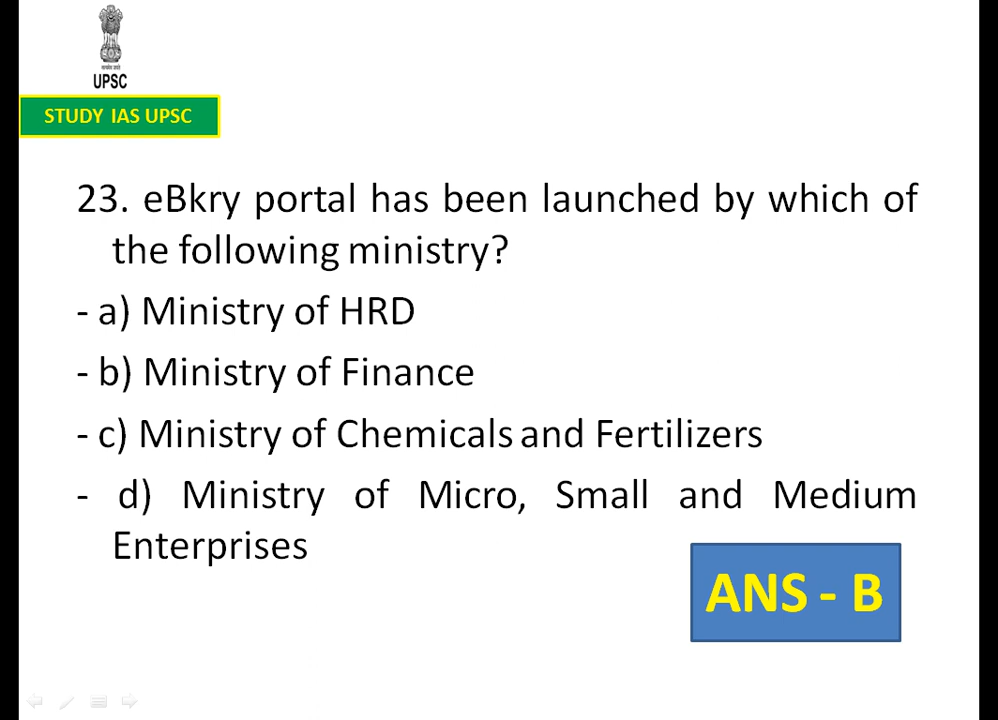 UPSC
STUDY IAS UPSC
23. eBkry portal has been launched by which of
the following ministry?
- a) Ministry of HRD
- b) Ministry of Finance
- c) Ministry of Chemicals and Fertilizers
- d) Ministry of Micro, Small and Medium
Enterprises
ANS - B